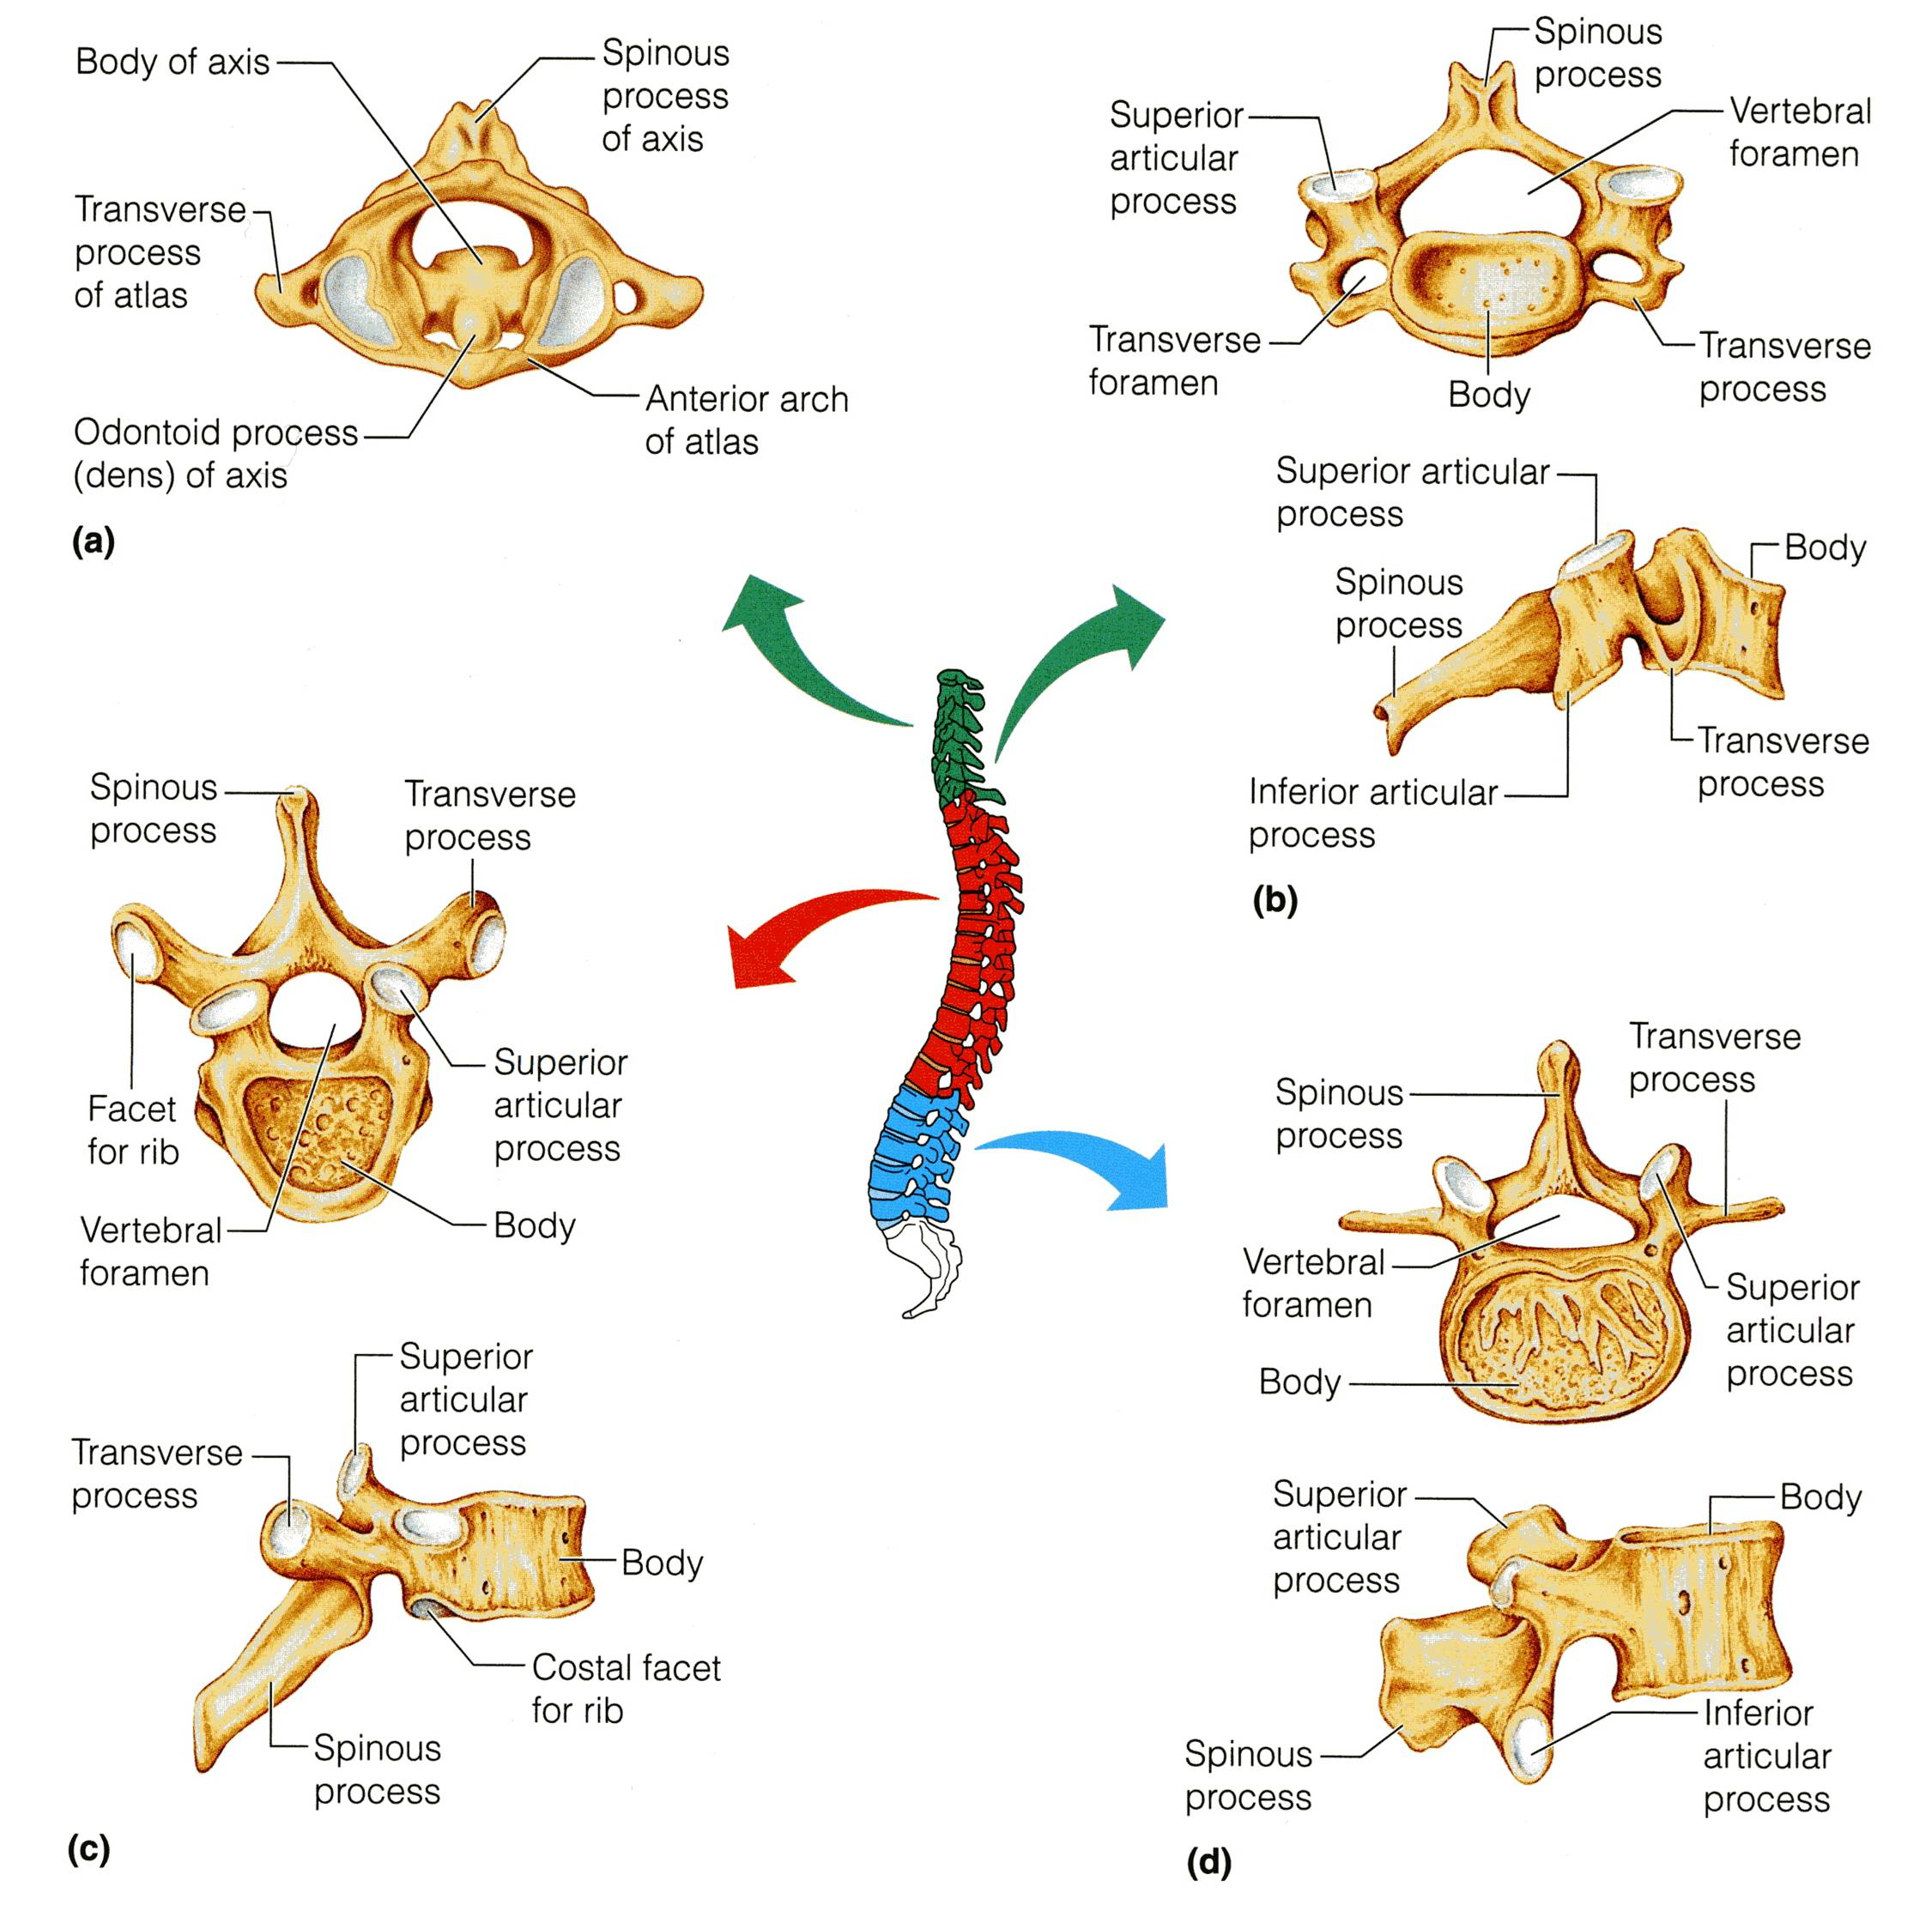 Body of axis
Spinous
process
of axis
Transverse
process
of atlas
Anterior arch
of atlas
Odontoid process
(dens) of axis
(a)
Spinous
process
Superior
articular
process
Vertebral
foramen
Transverse
foramen
Body
Transverse
process
Superior articular
process
Body
Spinous
process
Transverse
process
Inferior articular
process
(b)
Spinous
process
Transverse
process
Facet
for rib
Superior
articular
process
Vertebral
foramen
Body
Superior
articular
process
Transverse
process
Body
Costal facet
for rib
Spinous
process
(c)
Transverse
process
Spinous
process
Vertebral
foramen
Superior
articular
process
Body
Superior
articular
process
Body
Inferior
articular
process
Spinous
process
(d)